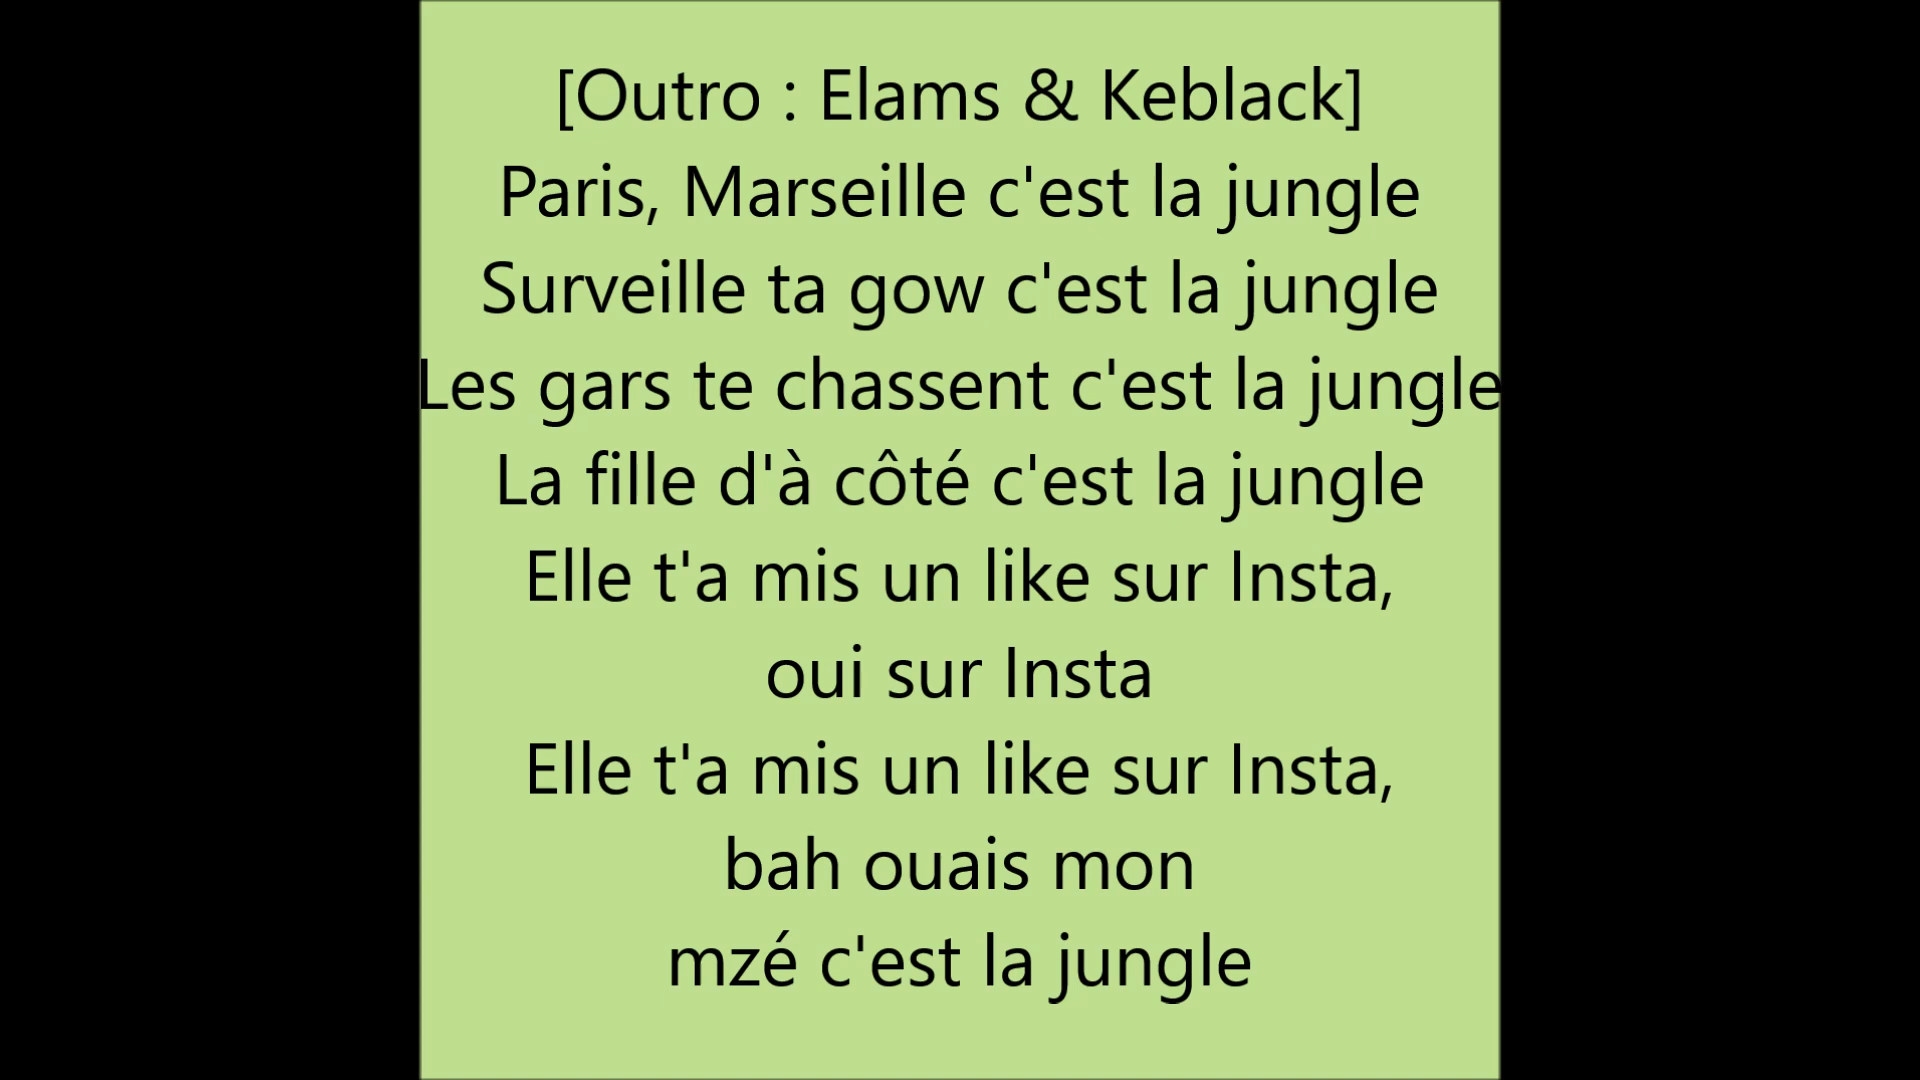 [Outro : Elams & Keblack]
Paris, Marseille c'est la jungle
Surveille ta gow c'est la jungle
Les gars te chassent c'est la jungle
La fille d'à côté c'est la jungle
Elle t'a mis un like sur Insta,
oui sur Insta
Elle t'a mis un like sur Insta,
bah ouais mon
mzé c'est la jungle